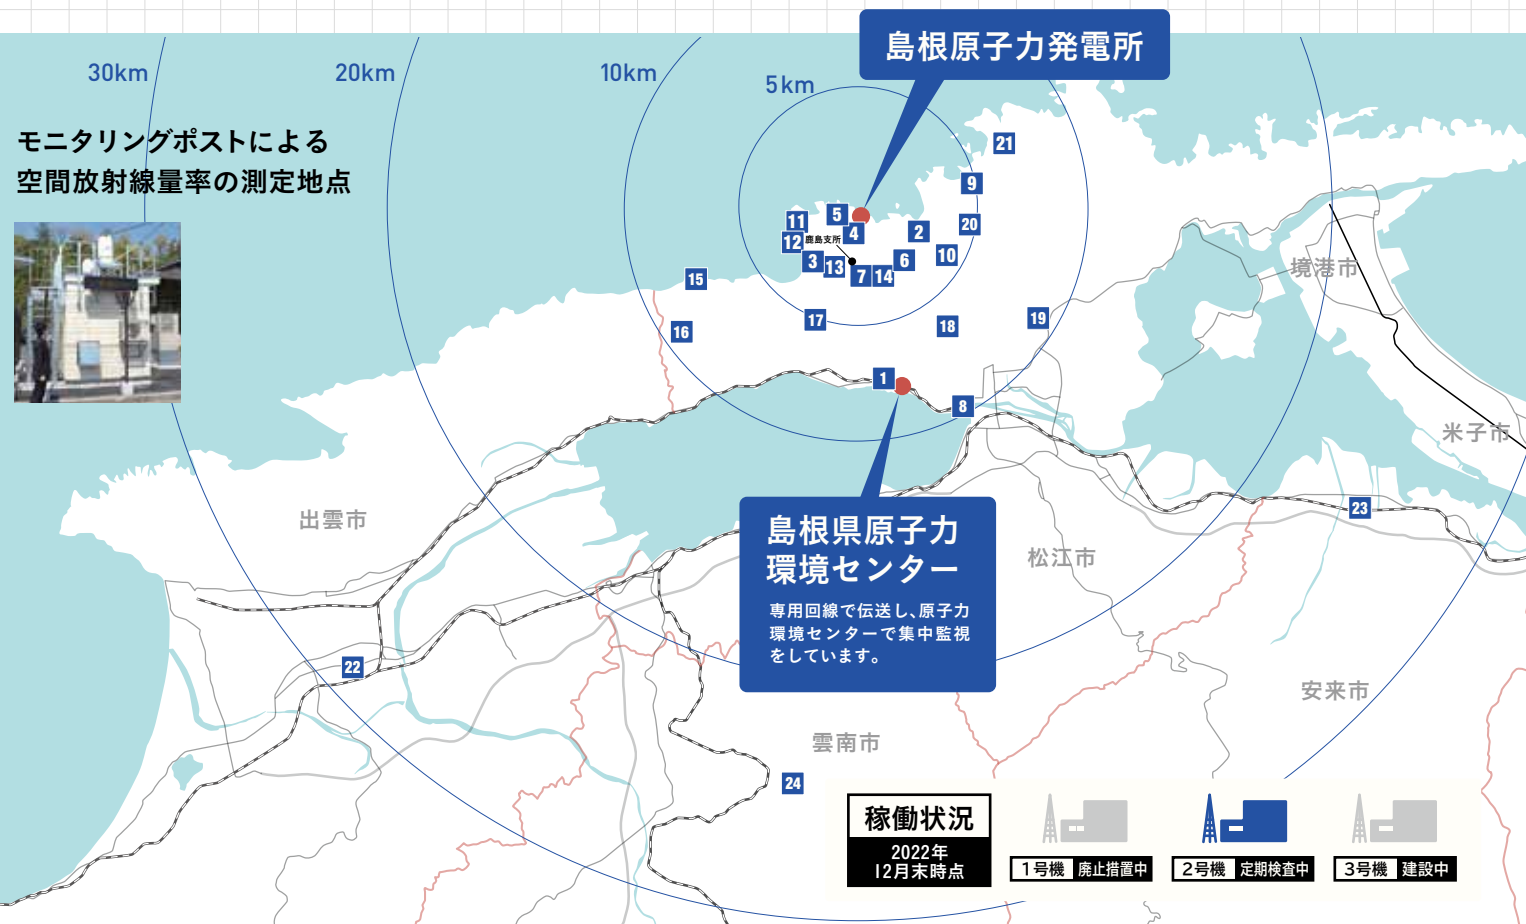 島根原子力発電所
30km
20km
10km
5km
モニタリングポストによる
空間放射線量率の測定地点
21
9
5
11
20
4
2
12
鹿島支所
10
3
13
6
7
14
境港市
15
17
19
18
16
1
8
米子市
出雲市
23
島根県原子力
環境センター
専用回線で伝送し、原子力
環境センターで集中監視
をしています。
松江市
22
安来市
雲南市
24
稼働状況
2022年
12月末時点
1号機 廃止措置中
2号機 定期検査中
3号機 建設中